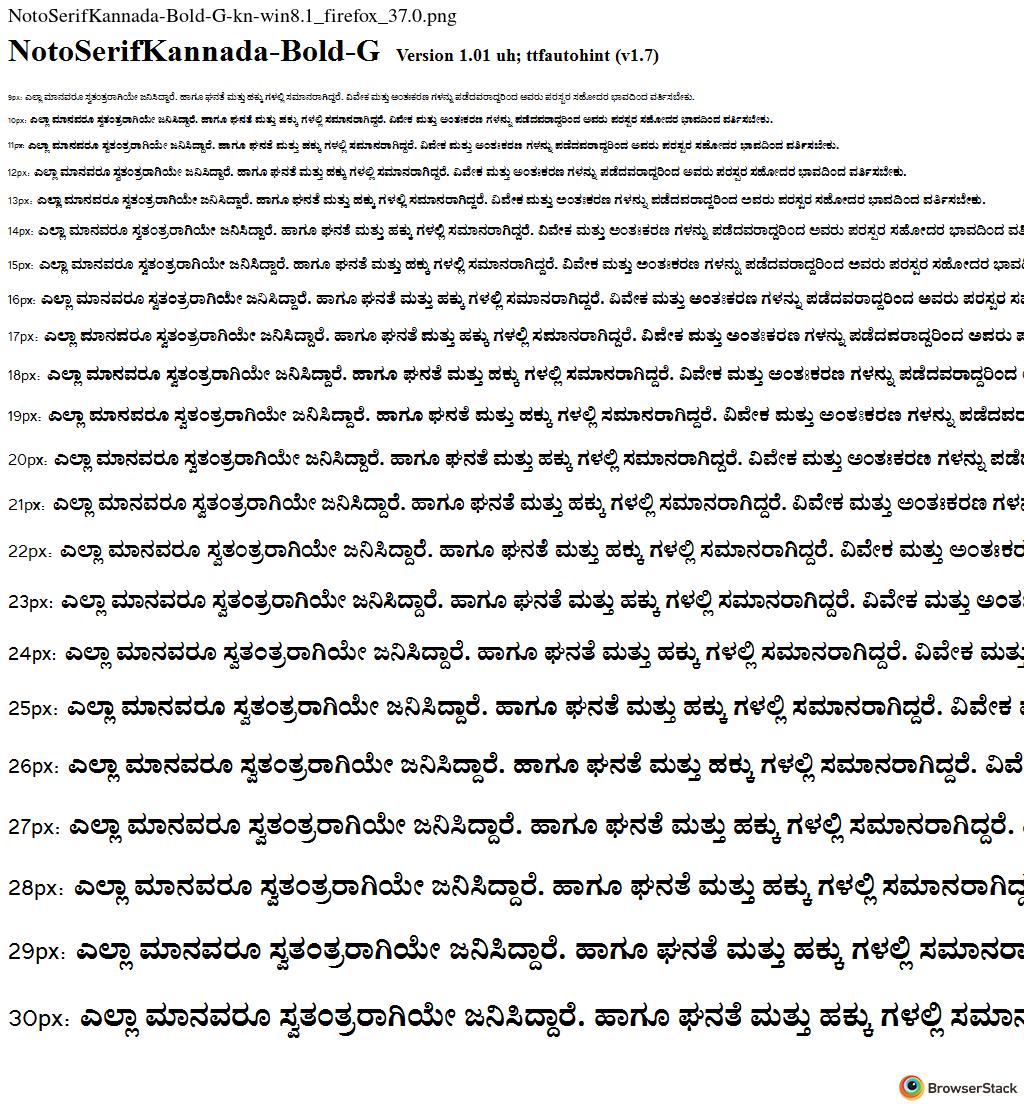 NotoSerifKannada-Bold-G-kn-win8.1_firefox_37.0.png
NotoSerifKannada-Bold-G Version 1.01 uh; ttfautohint (v1.7)
9px: ಎಲ್ಲಾ ಮಾನವರೂ ಸ್ವತಂತ್ರರಾಗಿಯೇ ಜನಿಸಿದ್ದಾರೆ. ಹಾಗೂ ಘನತೆ ಮತ್ತು ಹಕ್ಕು ಗಳಲ್ಲಿ ಸಮಾನರಾಗಿದ್ದರೆ. ವಿವೇಕ ಮತ್ತು ಅಂತಃಕರಣ ಗಳನ್ನು ಪಡೆದವರಾದ್ದರಿಂದ ಅವರು ಪರಸ್ಪರ ಸಹೋದರ ಭಾವದಿಂದ ವರ್ತಿಸಬೇಕು.
10px: ಎಲ್ಲಾ ಮಾನವರೂ ಸ್ವತಂತ್ರರಾಗಿಯೇ ಜನಿಸಿದ್ದಾರೆ. ಹಾಗೂ ಘನತೆ ಮತ್ತು ಹಕ್ಕು ಗಳಲ್ಲಿ ಸಮಾನರಾಗಿದ್ದರೆ. ವಿವೇಕ ಮತ್ತು ಅಂತಃಕರಣ ಗಳನ್ನು ಪಡೆದವರಾದ್ದರಿಂದ ಅವರು ಪರಸ್ಪರ ಸಹೋದರ ಭಾವದಿಂದ ವರ್ತಿಸಬೇಕು.
11px: ಎಲ್ಲಾ ಮಾನವರೂ ಸ್ವತಂತ್ರರಾಗಿಯೇ ಜನಿಸಿದ್ದಾರೆ. ಹಾಗೂ ಘನತೆ ಮತ್ತು ಹಕ್ಕು ಗಳಲ್ಲಿ ಸಮಾನರಾಗಿದ್ದರೆ. ವಿವೇಕ ಮತ್ತು ಅಂತಃಕರಣ ಗಳನ್ನು ಪಡೆದವರಾದ್ದರಿಂದ ಅವರು ಪರಸ್ಪರ ಸಹೋದರ ಭಾವದಿಂದ ವರ್ತಿಸಬೇಕು.
12px: ಎಲ್ಲಾ ಮಾನವರೂ ಸ್ವತಂತ್ರರಾಗಿಯೇ ಜನಿಸಿದ್ದಾರೆ. ಹಾಗೂ ಘನತೆ ಮತ್ತು ಹಕ್ಕು ಗಳಲ್ಲಿ ಸಮಾನರಾಗಿದ್ದರೆ. ವಿವೇಕ ಮತ್ತು ಅಂತಃಕರಣ ಗಳನ್ನು ಪಡೆದವರಾದ್ದರಿಂದ ಅವರು ಪರಸ್ಪರ ಸಹೋದರ ಭಾವದಿಂದ ವರ್ತಿಸಬೇಕು.
13px: ಎಲ್ಲಾ ಮಾನವರೂ ಸ್ವತಂತ್ರರಾಗಿಯೇ ಜನಿಸಿದ್ದಾರೆ. ಹಾಗೂ ಘನತೆ ಮತ್ತು ಹಕ್ಕು ಗಳಲ್ಲಿ ಸಮಾನರಾಗಿದ್ದರೆ. ವಿವೇಕ ಮತ್ತು ಅಂತಃಕರಣ ಗಳನ್ನು ಪಡೆದವರಾದ್ದರಿಂದ ಅವರು ಪರಸ್ಪರ ಸಹೋದರ ಭಾವದಿಂದ ವರ್ತಿಸಬೇಕು.
14px: ಎಲ್ಲಾ ಮಾನವರೂ ಸ್ವತಂತ್ರರಾಗಿಯೇ ಜನಿಸಿದ್ದಾರೆ. ಹಾಗೂ ಘನತೆ ಮತ್ತು ಹಕ್ಕು ಗಳಲ್ಲಿ ಸಮಾನರಾಗಿದ್ದರೆ. ವಿವೇಕ ಮತ್ತು ಅಂತಃಕರಣ ಗಳನ್ನು ಪಡೆದವರಾದ್ದರಿಂದ ಅವರು ಪರಸ್ಪರ ಸಹೋದರ ಭಾವದಿಂದ
15px: ಎಲ್ಲಾ ಮಾನವರೂ ಸ್ವತಂತ್ರರಾಗಿಯೇ ಜನಿಸಿದ್ದಾರೆ. ಹಾಗೂ ಘನತೆ ಮತ್ತು ಹಕ್ಕು ಗಳಲ್ಲಿ ಸಮಾನರಾಗಿದ್ದರೆ. ವಿವೇಕ ಮತ್ತು ಅಂತಃಕರಣ ಗಳನ್ನು ಪಡೆದವರಾದ್ದರಿಂದ ಅವರು ಪರಸ್ಪರ ಸಹೋದರ
16px: ಎಲ್ಲಾ ಮಾನವರೂ ಸ್ವತಂತ್ರರಾಗಿಯೇ ಜನಿಸಿದ್ದಾರೆ. ಹಾಗೂ ಘನತೆ ಮತ್ತು ಹಕ್ಕು ಗಳಲ್ಲಿ ಸಮಾನರಾಗಿದ್ದರೆ. ವಿವೇಕ ಮತ್ತು ಅಂತಃಕರಣ ಗಳನ್ನು ಪಡೆದವರಾದ್ದರಿಂದ ಅವರು ಪರಸ್ಪರ
17px: ಎಲ್ಲಾ ಮಾನವರೂ ಸ್ವತಂತ್ರರಾಗಿಯೇ ಜನಿಸಿದ್ದಾರೆ. ಹಾಗೂ ಘನತೆ ಮತ್ತು ಹಕ್ಕು ಗಳಲ್ಲಿ ಸಮಾನರಾಗಿದ್ದರೆ. ವಿವೇಕ ಮತ್ತು ಅಂತಃಕರಣ ಗಳನ್ನು ಪಡೆದವರಾದ್ದರಿಂದ ಅವರು
18px: ಎಲ್ಲಾ ಮಾನವರೂ ಸ್ವತಂತ್ರರಾಗಿಯೇ ಜನಿಸಿದ್ದಾರೆ. ಹಾಗೂ ಘನತೆ ಮತ್ತು ಹಕ್ಕು ಗಳಲ್ಲಿ ಸಮಾನರಾಗಿದ್ದರೆ. ವಿವೇಕ ಮತ್ತು ಅಂತಃಕರಣ ಗಳನ್ನು ಪಡೆದವರಾದ್ದರಿಂದ
19px: ಎಲ್ಲಾ ಮಾನವರೂ ಸ್ವತಂತ್ರರಾಗಿಯೇ ಜನಿಸಿದ್ದಾರೆ. ಹಾಗೂ ಘನತೆ ಮತ್ತು ಹಕ್ಕು ಗಳಲ್ಲಿ ಸಮಾನರಾಗಿದ್ದರೆ. ವಿವೇಕ ಮತ್ತು ಅಂತಃಕರಣ ಗಳನ್ನು ಪಡೆದವರ
20px: ಎಲ್ಲಾ ಮಾನವರೂ ಸ್ವತಂತ್ರರಾಗಿಯೇ ಜನಿಸಿದ್ದಾರೆ. ಹಾಗೂ ಘನತೆ ಮತ್ತು ಹಕ್ಕು ಗಳಲ್ಲಿ ಸಮಾನರಾಗಿದ್ದರೆ. ವಿವೇಕ ಮತ್ತು ಅಂತಃಕರಣ ಗಳನ್ನು
21px: ಎಲ್ಲಾ ಮಾನವರೂ ಸ್ವತಂತ್ರರಾಗಿಯೇ ಜನಿಸಿದ್ದಾರೆ. ಹಾಗೂ ಘನತೆ ಮತ್ತು ಹಕ್ಕು ಗಳಲ್ಲಿ ಸಮಾನರಾಗಿದ್ದರೆ. ವಿವೇಕ ಮತ್ತು ಅಂತಃಕರಣ
22px: ಎಲ್ಲಾ ಮಾನವರೂ ಸ್ವತಂತ್ರರಾಗಿಯೇ ಜನಿಸಿದ್ದಾರೆ. ಹಾಗೂ ಘನತೆ ಮತ್ತು ಹಕ್ಕು ಗಳಲ್ಲಿ ಸಮಾನರಾಗಿದ್ದರೆ. ವಿವೇಕ ಮತ್ತು ಅಂತಃಕರ
23px: ಎಲ್ಲಾ ಮಾನವರೂ ಸ್ವತಂತ್ರರಾಗಿಯೇ ಜನಿಸಿದ್ದಾರೆ. ಹಾಗೂ ಘನತೆ ಮತ್ತು ಹಕ್ಕು ಗಳಲ್ಲಿ ಸಮಾನರಾಗಿದ್ದರೆ. ವಿವೇಕ ಮತ್ತು ಅಂತಃ
24px: ಎಲ್ಲಾ ಮಾನವರೂ ಸ್ವತಂತ್ರರಾಗಿಯೇ ಜನಿಸಿದ್ದಾರೆ. ಹಾಗೂ ಘನತೆ ಮತ್ತು ಹಕ್ಕು ಗಳಲ್ಲಿ ಸಮಾನರಾಗಿದ್ದರೆ. ವಿವೇಕ ಮತ್ತು
25px: ಎಲ್ಲಾ ಮಾನವರೂ ಸ್ವತಂತ್ರರಾಗಿಯೇ ಜನಿಸಿದ್ದಾರೆ. ಹಾಗೂ ಘನತೆ ಮತ್ತು ಹಕ್ಕು ಗಳಲ್ಲಿ ಸಮಾನರಾಗಿದ್ದರೆ. ವಿವೇಕ
26px: ಎಲ್ಲಾ ಮಾನವರೂ ಸ್ವತಂತ್ರರಾಗಿಯೇ ಜನಿಸಿದ್ದಾರೆ. ಹಾಗೂ ಘನತೆ ಮತ್ತು ಹಕ್ಕು ಗಳಲ್ಲಿ ಸಮಾನರಾಗಿದ್ದರೆ. ವಿವೇ
27px: ಎಲ್ಲಾ ಮಾನವರೂ ಸ್ವತಂತ್ರರಾಗಿಯೇ ಜನಿಸಿದ್ದಾರೆ. ಹಾಗೂ ಘನತೆ ಮತ್ತು ಹಕ್ಕು ಗಳಲ್ಲಿ ಸಮಾನರಾಗಿದ್ದರೆ.
28px: ಎಲ್ಲಾ ಮಾನವರೂ ಸ್ವತಂತ್ರರಾಗಿಯೇ ಜನಿಸಿದ್ದಾರೆ. ಹಾಗೂ ಘನತೆ ಮತ್ತು ಹಕ್ಕು ಗಳಲ್ಲಿ ಸಮಾನರಾಗಿದ್ದ
29px: ಎಲ್ಲಾ ಮಾನವರೂ ಸ್ವತಂತ್ರರಾಗಿಯೇ ಜನಿಸಿದ್ದಾರೆ. ಹಾಗೂ ಘನತೆ ಮತ್ತು ಹಕ್ಕು ಗಳಲ್ಲಿ ಸಮಾನರಾ
30px: ಎಲ್ಲಾ ಮಾನವರೂ ಸ್ವತಂತ್ರರಾಗಿಯೇ ಜನಿಸಿದ್ದಾರೆ. ಹಾಗೂ ಘನತೆ ಮತ್ತು ಹಕ್ಕು ಗಳಲ್ಲಿ ಸಮಾನ
BrowserStack